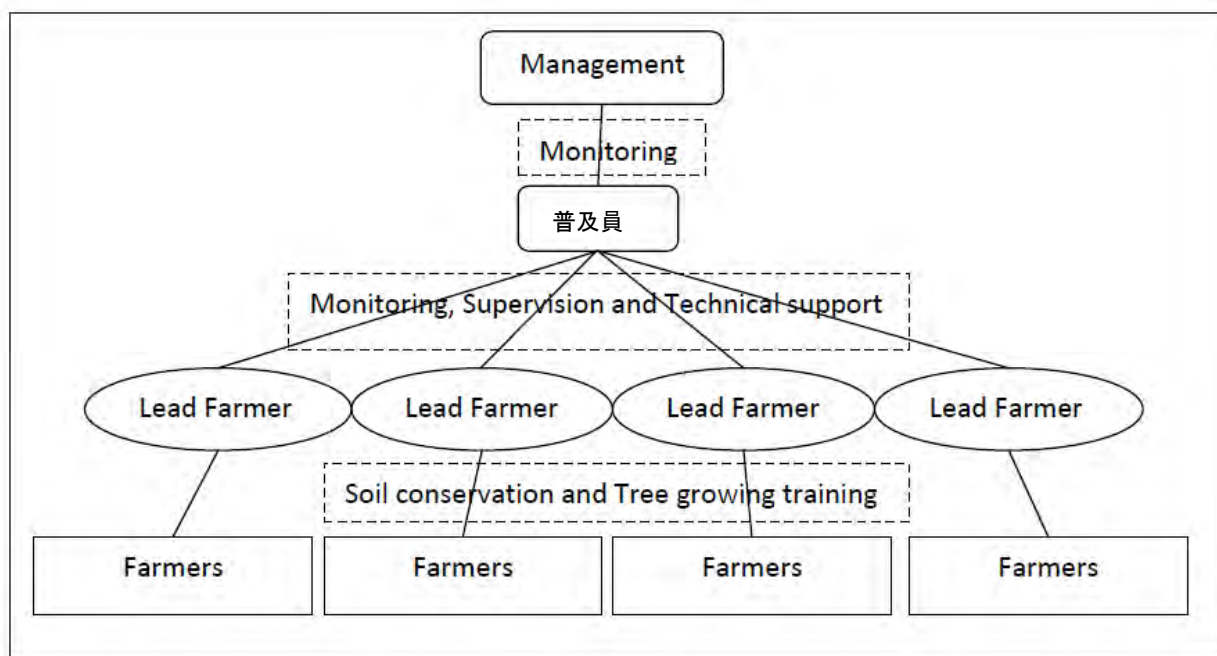 Management
Monitoring
普及員
Monitoring, Supervision and Technical support
Lead Farmer
Lead Farmer
Lead Farmer
Lead Farmer
Soil conservation and Tree growing training
Farmers
Farmers
Farmers
Farmers